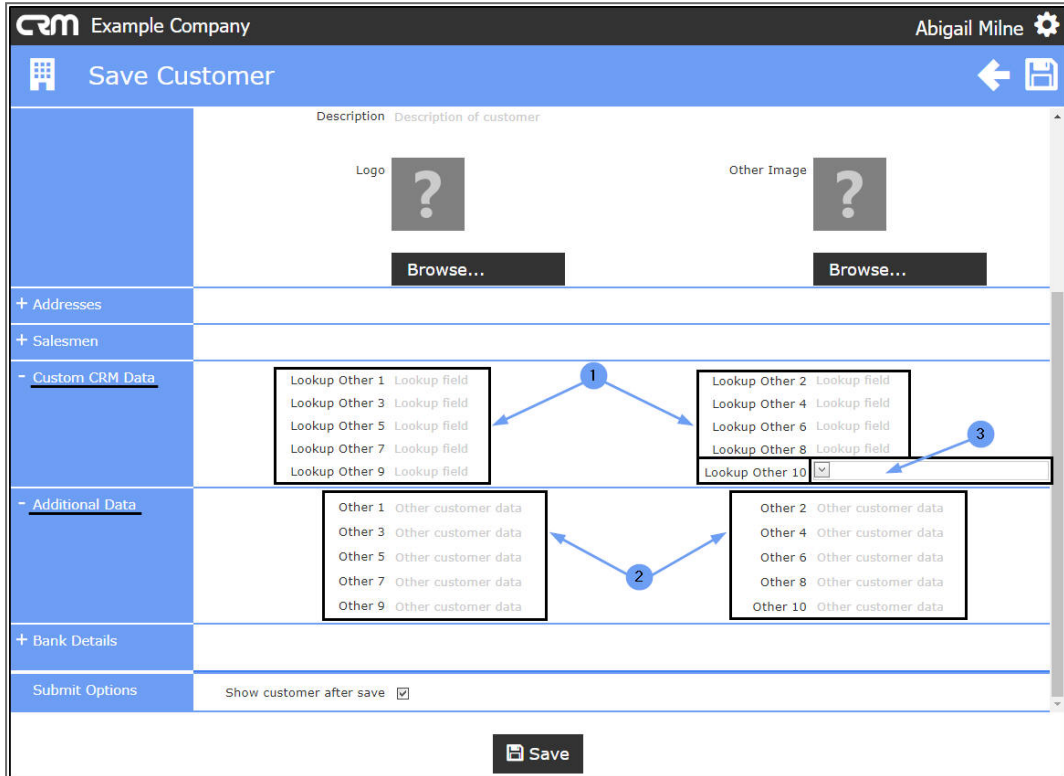 CRM Example Company Abigail Milne
Save Customer
Description Description of customer
Logo ? Other Image ?
Browse... Browse...
+ Addresses
+ Salesmen
- Custom CRM Data
Lookup Other 1 Lookup field 1 Lookup Other 2 Lookup field
Lookup Other 3 Lookup field Lookup Other 4 Lookup field
Lookup Other 5 Lookup field Lookup Other 6 Lookup field 3
Lookup Other 7 Lookup field Lookup Other 8 Lookup field
Lookup Other 9 Lookup field Lookup Other 10
- Additional Data
Other 1 Other customer data Other 2 Other customer data
Other 3 Other customer data Other 4 Other customer data
Other 5 Other customer data Other 6 Other customer data
Other 7 Other customer data 2 Other 8 Other customer data
Other 9 Other customer data Other 10 Other customer data
+ Bank Details
Submit Options Show customer after save
Save